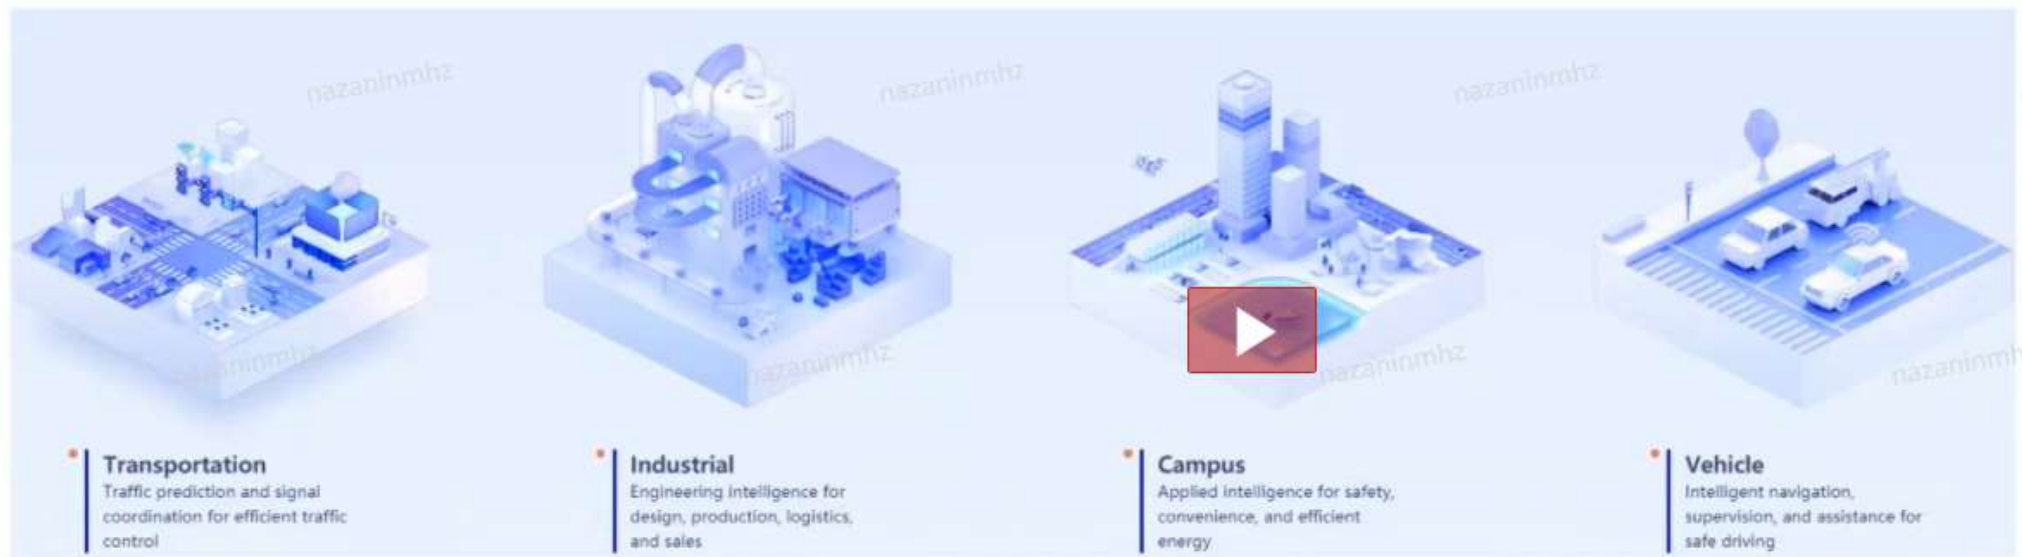 nazaninmhz
nazaninmhz
nazaninmhz
nazaninmhz
nazaninmhz
nazaninmhz
nazaninmh
Transportation
Traffic prediction and signal
coordination for efficient traffic
control
Industrial
Engineering intelligence for
design, production, logistics,
and sales
Campus
Applied intelligence for safety,
convenience, and efficient
energy
Vehicle
Intelligent navigation,
supervision, and assistance for
safe driving